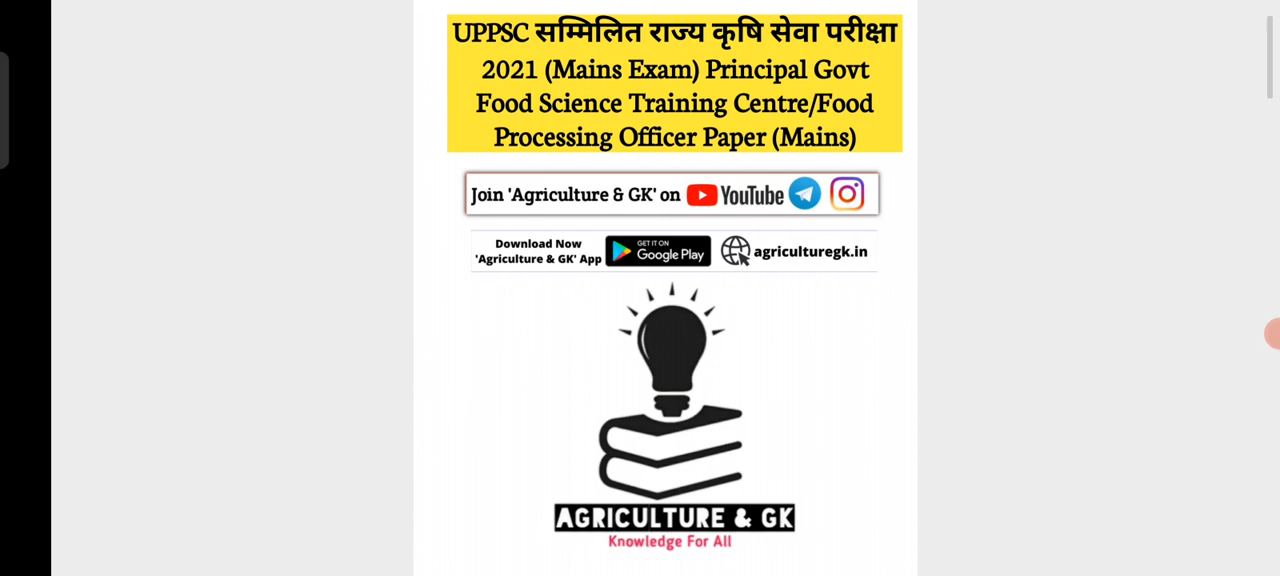 UPPSC सम्मिलित राज्य कृषि सेवा परीक्षा
2021 (Mains Exam) Principal Govt
Food Science Training Centre/Food
Processing Officer Paper (Mains)
Join 'Agriculture & GK' on YouTube
Download Now
'Agriculture & GK' App
GET IT ON
Google Play
agriculturegk.in
AGRICULTURE & GK
Knowledge For All